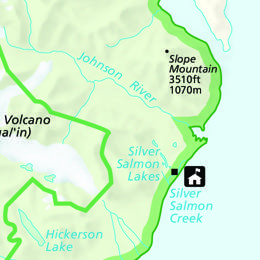 Slope
Mountain
3510ft
1070m
Johnson River
Volcano
Silver
Salmon
Lakes
Silver
Salmon
Creek
Hickerson
Lake